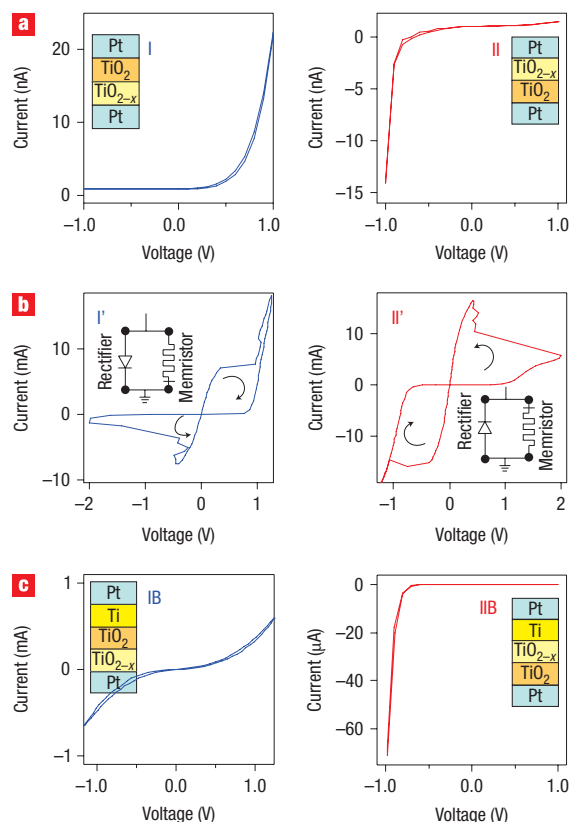 a
I
Pt
TiO2
TiO2–x
Pt
Current (nA)
20
10
0
–1.0 0.0 1.0
Voltage (V)
II
Pt
TiO2–x
TiO2
Pt
Current (nA)
0
–5
–10
–15
–1.0 0.0 1.0
Voltage (V)
b
I’
Rectifier
Memristor
Current (mA)
10
0
–10
–2 –1 0 1
Voltage (V)
II’
Rectifier
Memristor
Current (mA)
10
0
–10
–1 0 1 2
Voltage (V)
c
IB
Pt
Ti
TiO2
TiO2–x
Pt
Current (mA)
1
0
–1
–1.0 0.0 1.0
Voltage (V)
IIB
Pt
Ti
TiO2–x
TiO2
Pt
Current (µA)
0
–20
–40
–60
–1.0 0.0 1.0
Voltage (V)